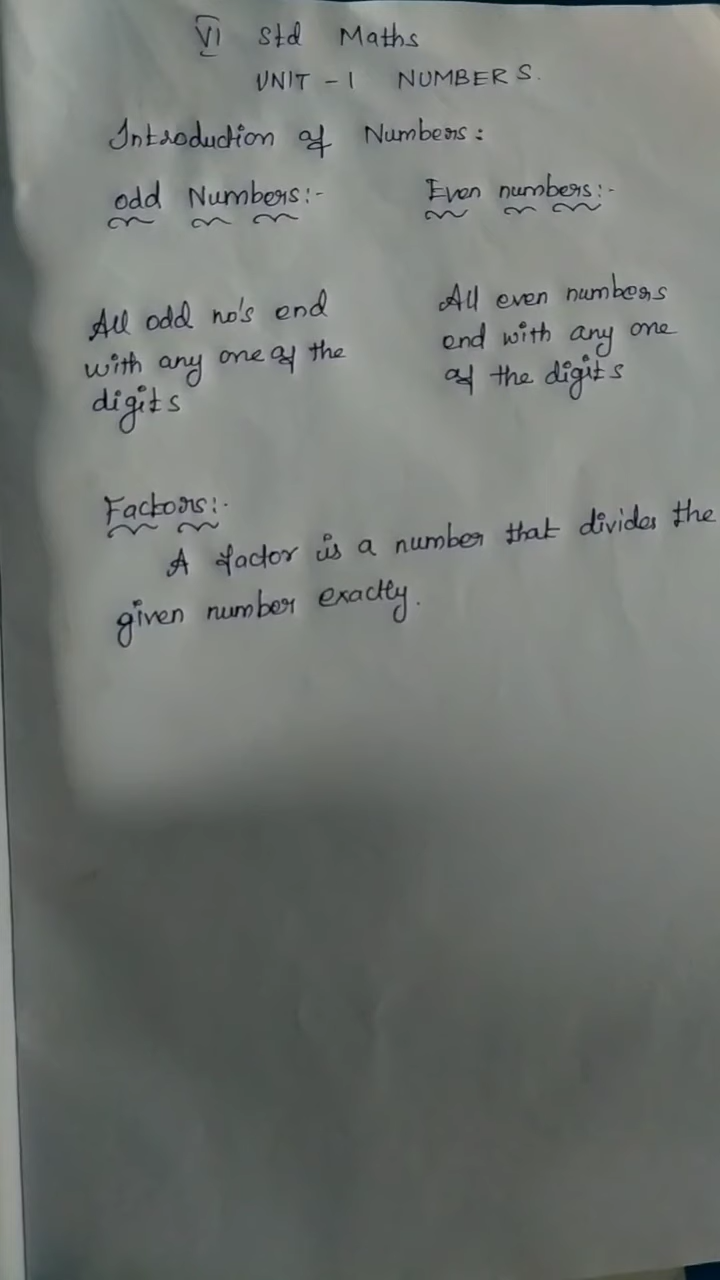 VI Std Maths
UNIT - 1 NUMBERS.
Introduction of Numbers:
odd Numbers:-
Even numbers:-
All odd no's end
with any one of the
digits
All even numbers
end with any one
of the digits
Factors:-
A factor is a number that divides the
given number exactly.